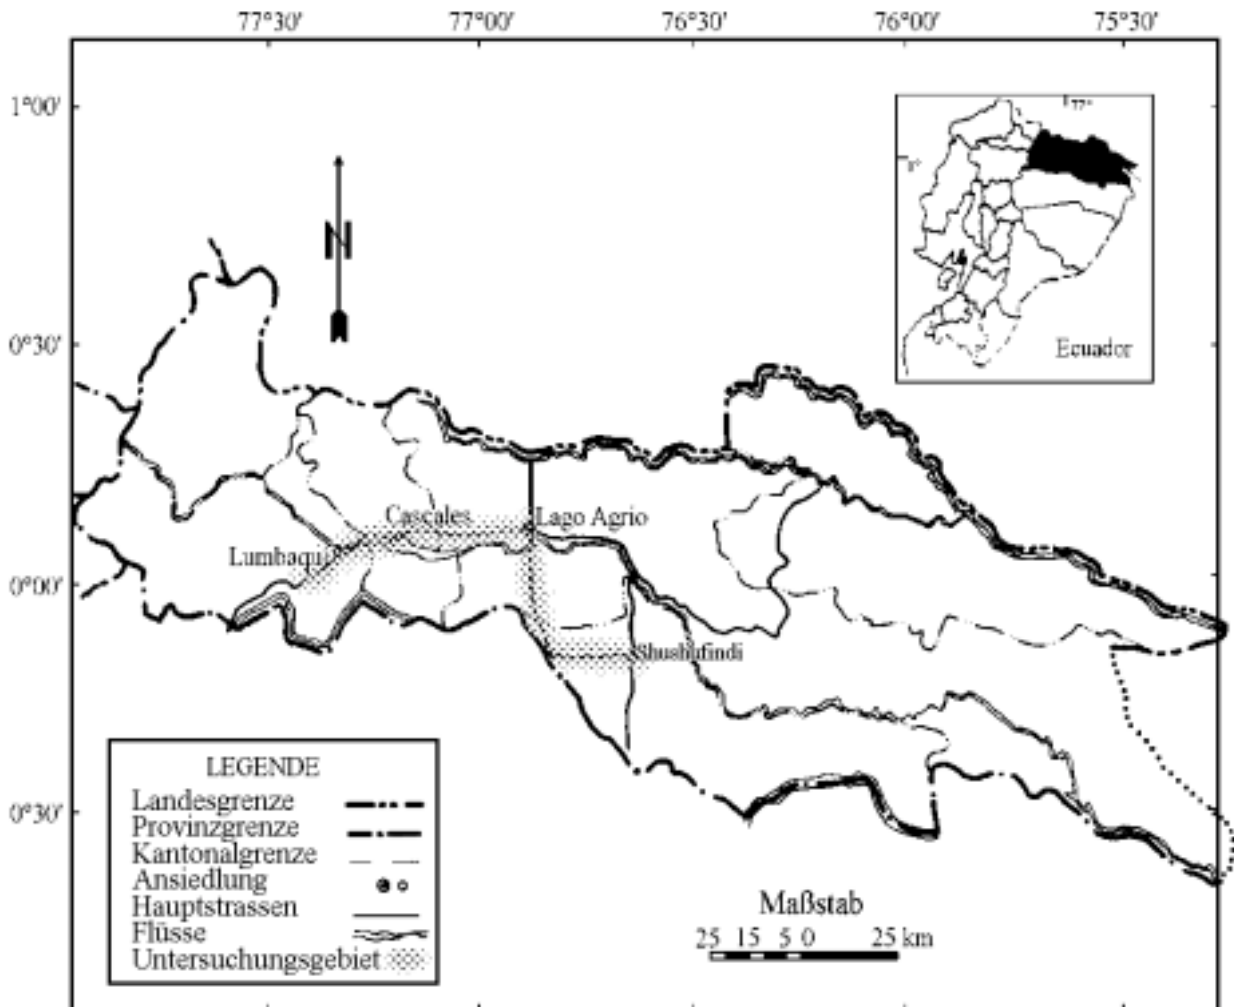 77°30' 77°00' 76°30' 76°00' 75°30'
1°00'
77°
1°
N
0°30'
Ecuador
Cascales
Lago Agrio
Lumbaqui
0°00'
Shushufindi
LEGENDE
Landesgrenze
Provinzgrenze
Kantonalgrenze
Ansiedlung
Hauptstrassen
Flüsse
Untersuchungsgebiet
0°30'
Maßstab
25 15 5 0 25 km